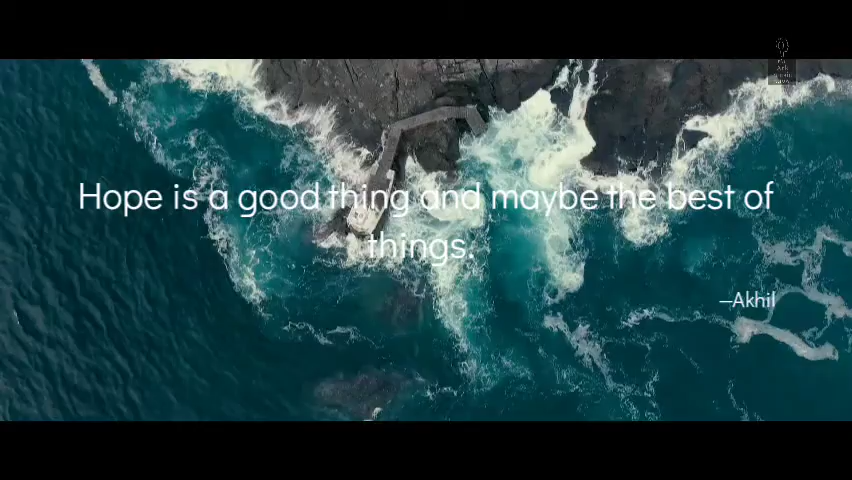 Hope is a good thing and maybe the best of
things.
—Akhil